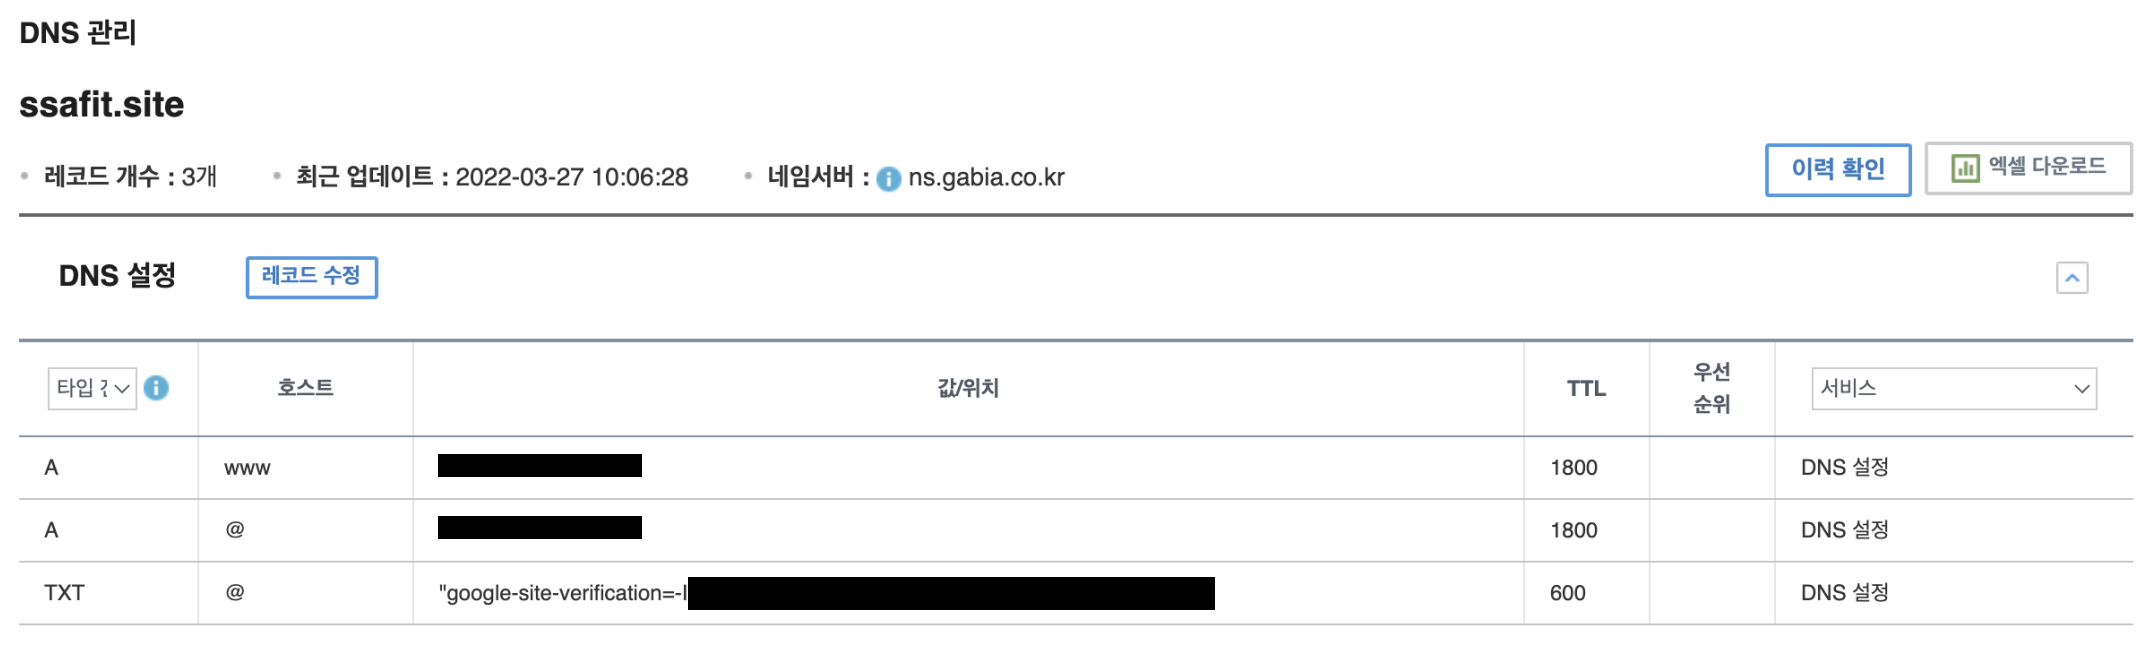 DNS 관리
ssafit.site
레코드 개수 : 3개 최근 업데이트 : 2022-03-27 10:06:28 네임서버 : ns.gabia.co.kr 이력 확인 엑셀 다운로드
DNS 설정 레코드 수정
타입 호스트 값/위치 TTL 우선 순위 서비스
A www 1800 DNS 설정
A @ 1800 DNS 설정
TXT @ "google-site-verification=- 600 DNS 설정